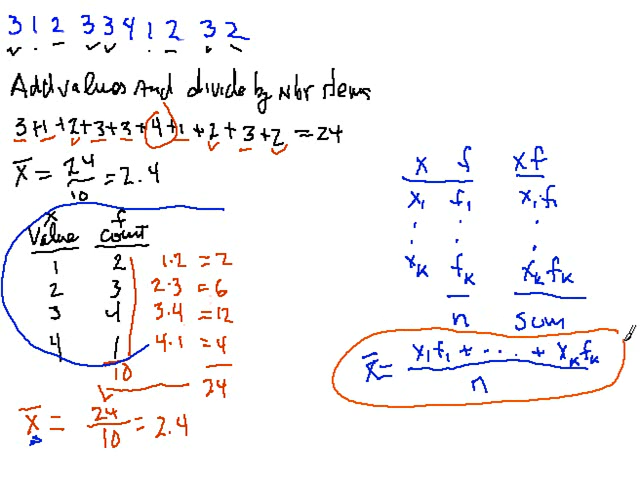 3 1 2 3 3 4 1 2 3 2
Add values And divide by Nbr items
3+1+2+3+3+4+1+2+3+2=24
x̄ = 24/10 = 2.4
x f
Value count
1 2 1·2 = 2
2 3 2·3 = 6
3 4 3·4 = 12
4 1 4·1 = 4
10 24
x̄ = 24/10 = 2.4
x f xf
x₁ f₁ x₁f₁
. . .
. . .
xₖ fₖ xₖfₖ
n sum
x̄ = x₁f₁ + ··· + xₖfₖ / n